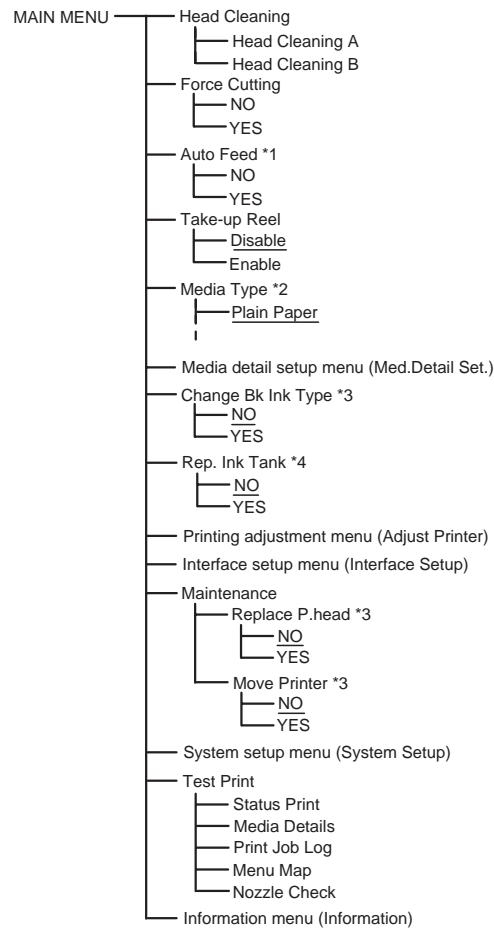 MAIN MENU
Head Cleaning
Head Cleaning A
Head Cleaning B
Force Cutting
NO
YES
Auto Feed *1
NO
YES
Take-up Reel
Disable
Enable
Media Type *2
Plain Paper
Media detail setup menu (Med.Detail Set.)
Change Bk Ink Type *3
NO
YES
Rep. Ink Tank *4
NO
YES
Printing adjustment menu (Adjust Printer)
Interface setup menu (Interface Setup)
Maintenance
Replace P.head *3
NO
YES
Move Printer *3
NO
YES
System setup menu (System Setup)
Test Print
Status Print
Media Details
Print Job Log
Menu Map
Nozzle Check
Information menu (Information)